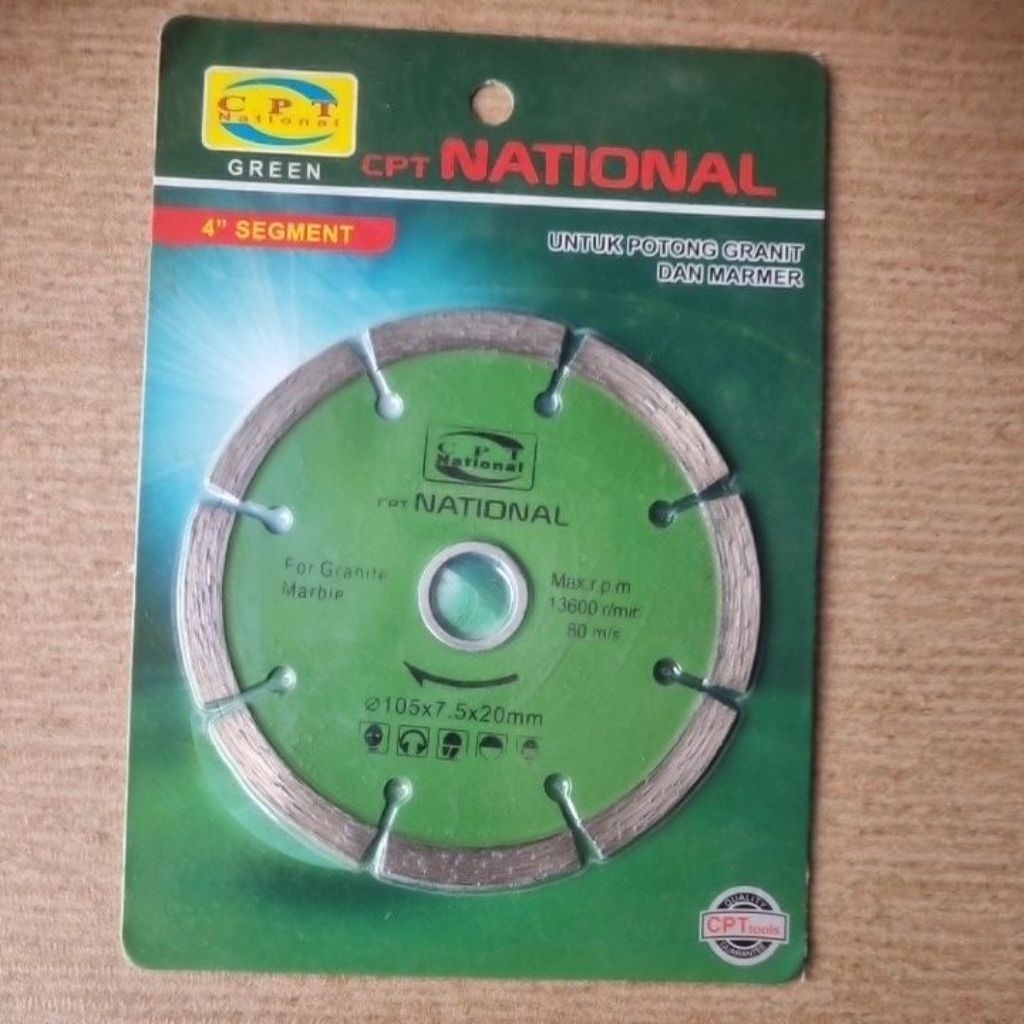 CPT
National
GREEN
CPT NATIONAL
4” SEGMENT
UNTUK POTONG GRANIT
DAN MARMER
CPT
National
CPT NATIONAL
For Granite
Marble
Max.r.p.m
13600 r/min
80 m/s
Ø105x7.5x20mm
QUALITY
CPTtools
GUARANTEE